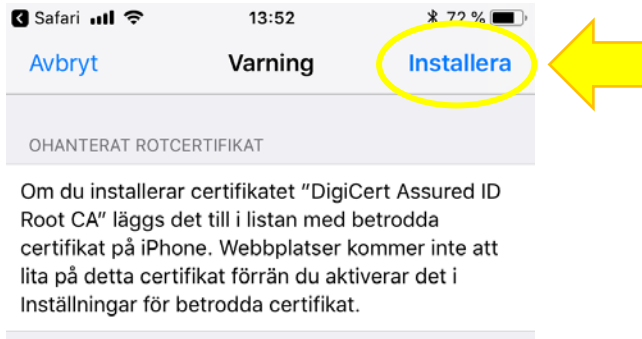 Safari 13:52 72 %
Avbryt Varning Installera
OHANTERAT ROTCERTIFIKAT
Om du installerar certifikatet ”DigiCert Assured ID
Root CA” läggs det till i listan med betrodda
certifikat på iPhone. Webbplatser kommer inte att
lita på detta certifikat förrän du aktiverar det i
Inställningar för betrodda certifikat.